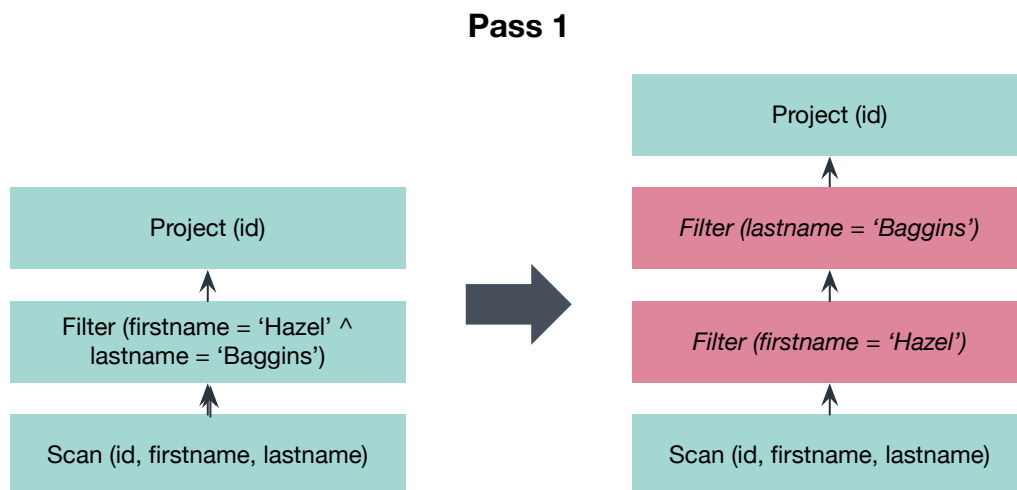 Pass 1
Project (id)
Filter (firstname = ‘Hazel’ ^
lastname = ‘Baggins’)
Scan (id, firstname, lastname)
Project (id)
Filter (lastname = ‘Baggins’)
Filter (firstname = ‘Hazel’)
Scan (id, firstname, lastname)